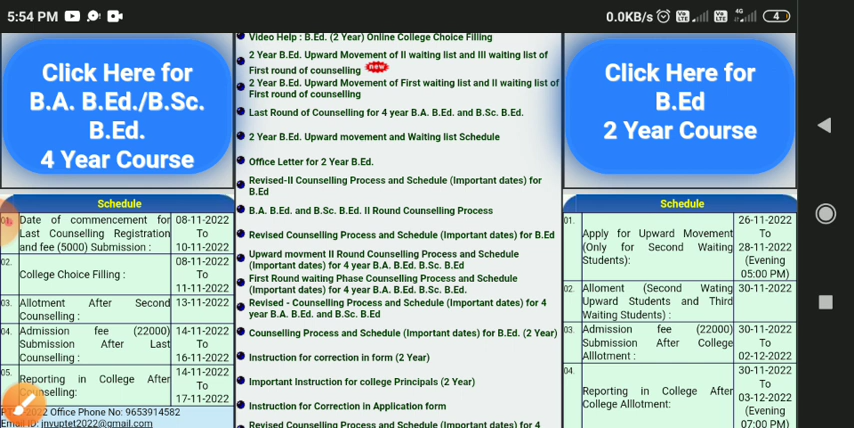 5:54 PM
0.0KB/s
4G
4
Click Here for
B.A. B.Ed./B.Sc.
B.Ed.
4 Year Course
Schedule
01. Date of commencement for 08-11-2022
Last Counselling Registration To
and fee (5000) Submission : 10-11-2022
02. 08-11-2022
College Choice Filling : To
11-11-2022
03. Allotment After Second 13-11-2022
Counselling :
04. Admission fee (22000) 14-11-2022
Submission After Last To
Counselling : 16-11-2022
05. 14-11-2022
Reporting in College After To
Counselling: 17-11-2022
2022 Office Phone No: 9653914582
Email ID: jnvuptet2022@gmail.com
Video Help : B.Ed. (2 Year) Online College Choice Filling
2 Year B.Ed. Upward Movement of II waiting list and III waiting list of
First round of counselling new
2 Year B.Ed. Upward Movement of First waiting list and II waiting list of
First round of counselling
Last Round of Counselling for 4 year B.A. B.Ed. and B.Sc. B.Ed.
2 Year B.Ed. Upward movement and Waiting list Schedule
Office Letter for 2 Year B.Ed.
Revised-II Counselling Process and Schedule (Important dates) for
B.Ed
B.A. B.Ed. and B.Sc. B.Ed. II Round Counselling Process
Revised Counselling Process and Schedule (Important dates) for B.Ed
Upward movment II Round Counselling Process and Schedule
(Important dates) for 4 year B.A. B.Ed. B.Sc. B.Ed
First Round waiting Phase Counselling Process and Schedule
(Important dates) for 4 year B.A. B.Ed. B.Sc. B.Ed.
Revised - Counselling Process and Schedule (Important dates) for 4
year B.A. B.Ed. and B.Sc. B.Ed
Counselling Process and Schedule (Important dates) for B.Ed. (2 Year)
Instruction for correction in form (2 Year)
Important Instruction for college Principals (2 Year)
Instruction for Correction in Application form
Revised Counselling Process and Schedule (Important dates) for 4
Click Here for
B.Ed
2 Year Course
Schedule
01. 26-11-2022
Apply for Upward Movement To
(Only for Second Waiting 28-11-2022
Students): (Evening
05:00 PM)
02. Alloment (Second Wating 30-11-2022
Upward Students and Third
Waiting Students) :
03. Admission fee (22000) 30-11-2022
Submission After College To
Alllotment : 02-12-2022
04. 30-11-2022
To
Reporting in College After 03-12-2022
College Alllotment: (Evening
07:00 PM)